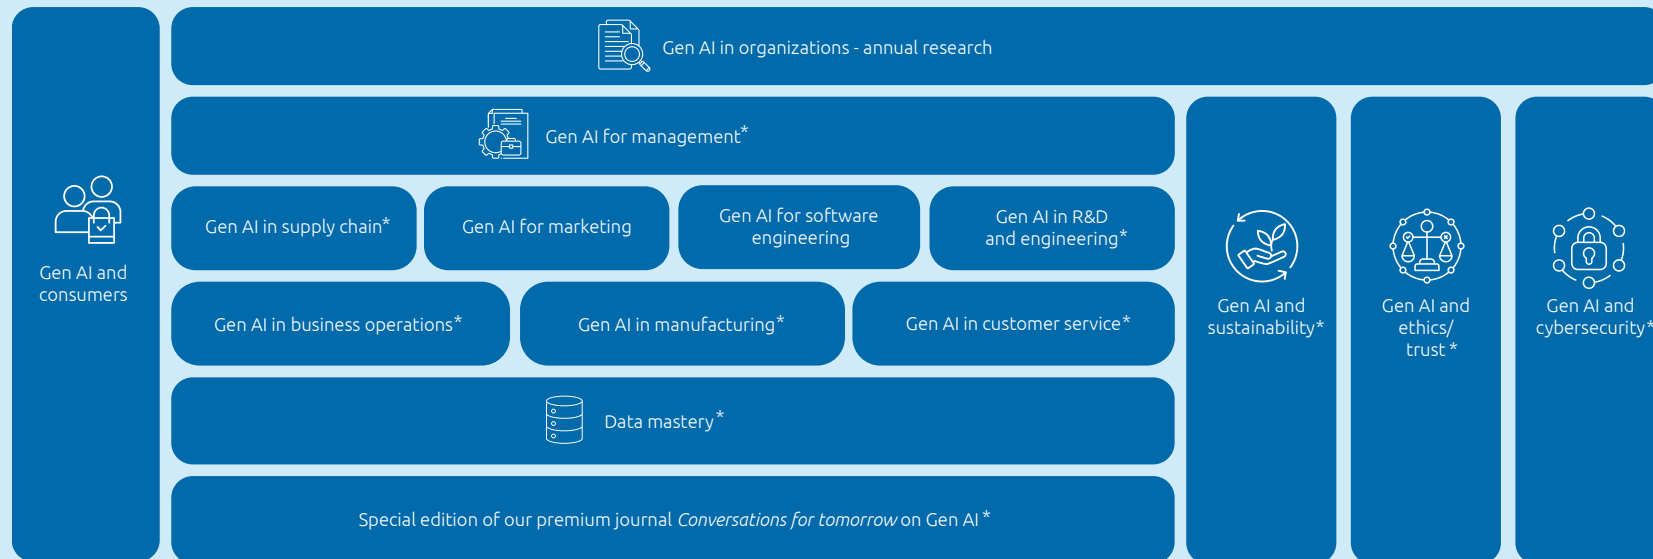 Gen AI in organizations - annual research
Gen AI and
consumers
Gen AI for management*
Gen AI in supply chain*
Gen AI for marketing
Gen AI for software
engineering
Gen AI in R&D
and engineering*
Gen AI in business operations*
Gen AI in manufacturing*
Gen AI in customer service*
Data mastery*
Special edition of our premium journal Conversations for tomorrow on Gen AI*
Gen AI and
sustainability*
Gen AI and
ethics/
trust *
Gen AI and
cybersecurity*